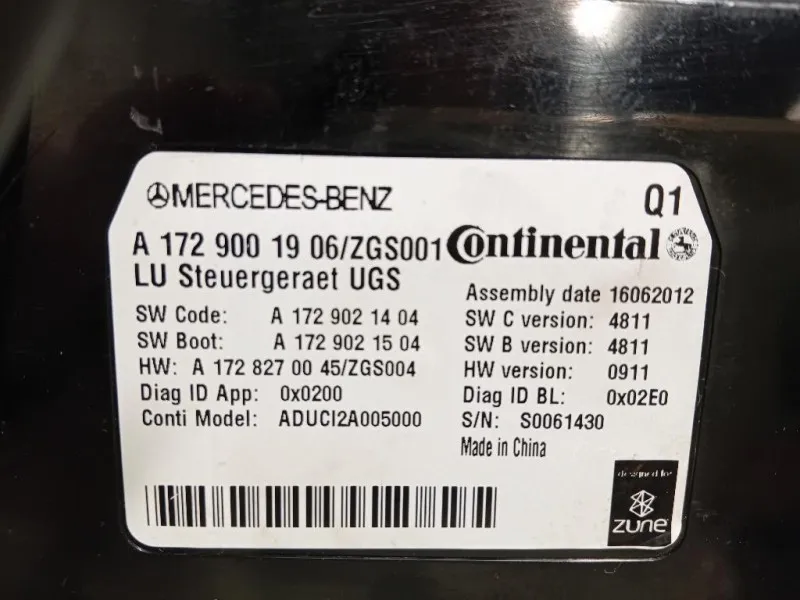 MERCEDES-BENZ Q1
A 172 900 19 06/ZGS001 Continental
LU Steuergeraet UGS
Assembly date 16062012
SW Code: A 172 902 14 04 SW C version: 4811
SW Boot: A 172 902 15 04 SW B version: 4811
HW: A 172 827 00 45/ZGS004 HW version: 0911
Diag ID App: 0x0200 Diag ID BL: 0x02E0
Conti Model: ADUCI2A005000 S/N: S0061430
Made in China
designed for
zune